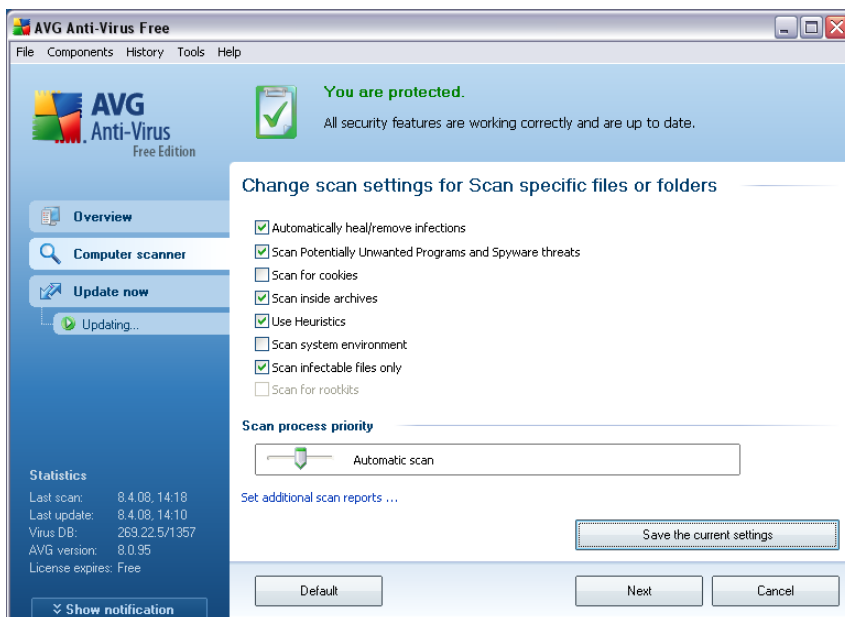 AVG Anti-Virus Free
File Components History Tools Help
AVG
Anti-Virus
Free Edition
You are protected.
All security features are working correctly and are up to date.
Overview
Computer scanner
Update now
Updating...
Change scan settings for Scan specific files or folders
Automatically heal/remove infections
Scan Potentially Unwanted Programs and Spyware threats
Scan for cookies
Scan inside archives
Use Heuristics
Scan system environment
Scan infectable files only
Scan for rootkits
Scan process priority
Automatic scan
Set additional scan reports ...
Save the current settings
Statistics
Last scan: 8.4.08, 14:18
Last update: 8.4.08, 14:10
Virus DB: 269.22.5/1357
AVG version: 8.0.95
License expires: Free
Show notification
Default
Next
Cancel